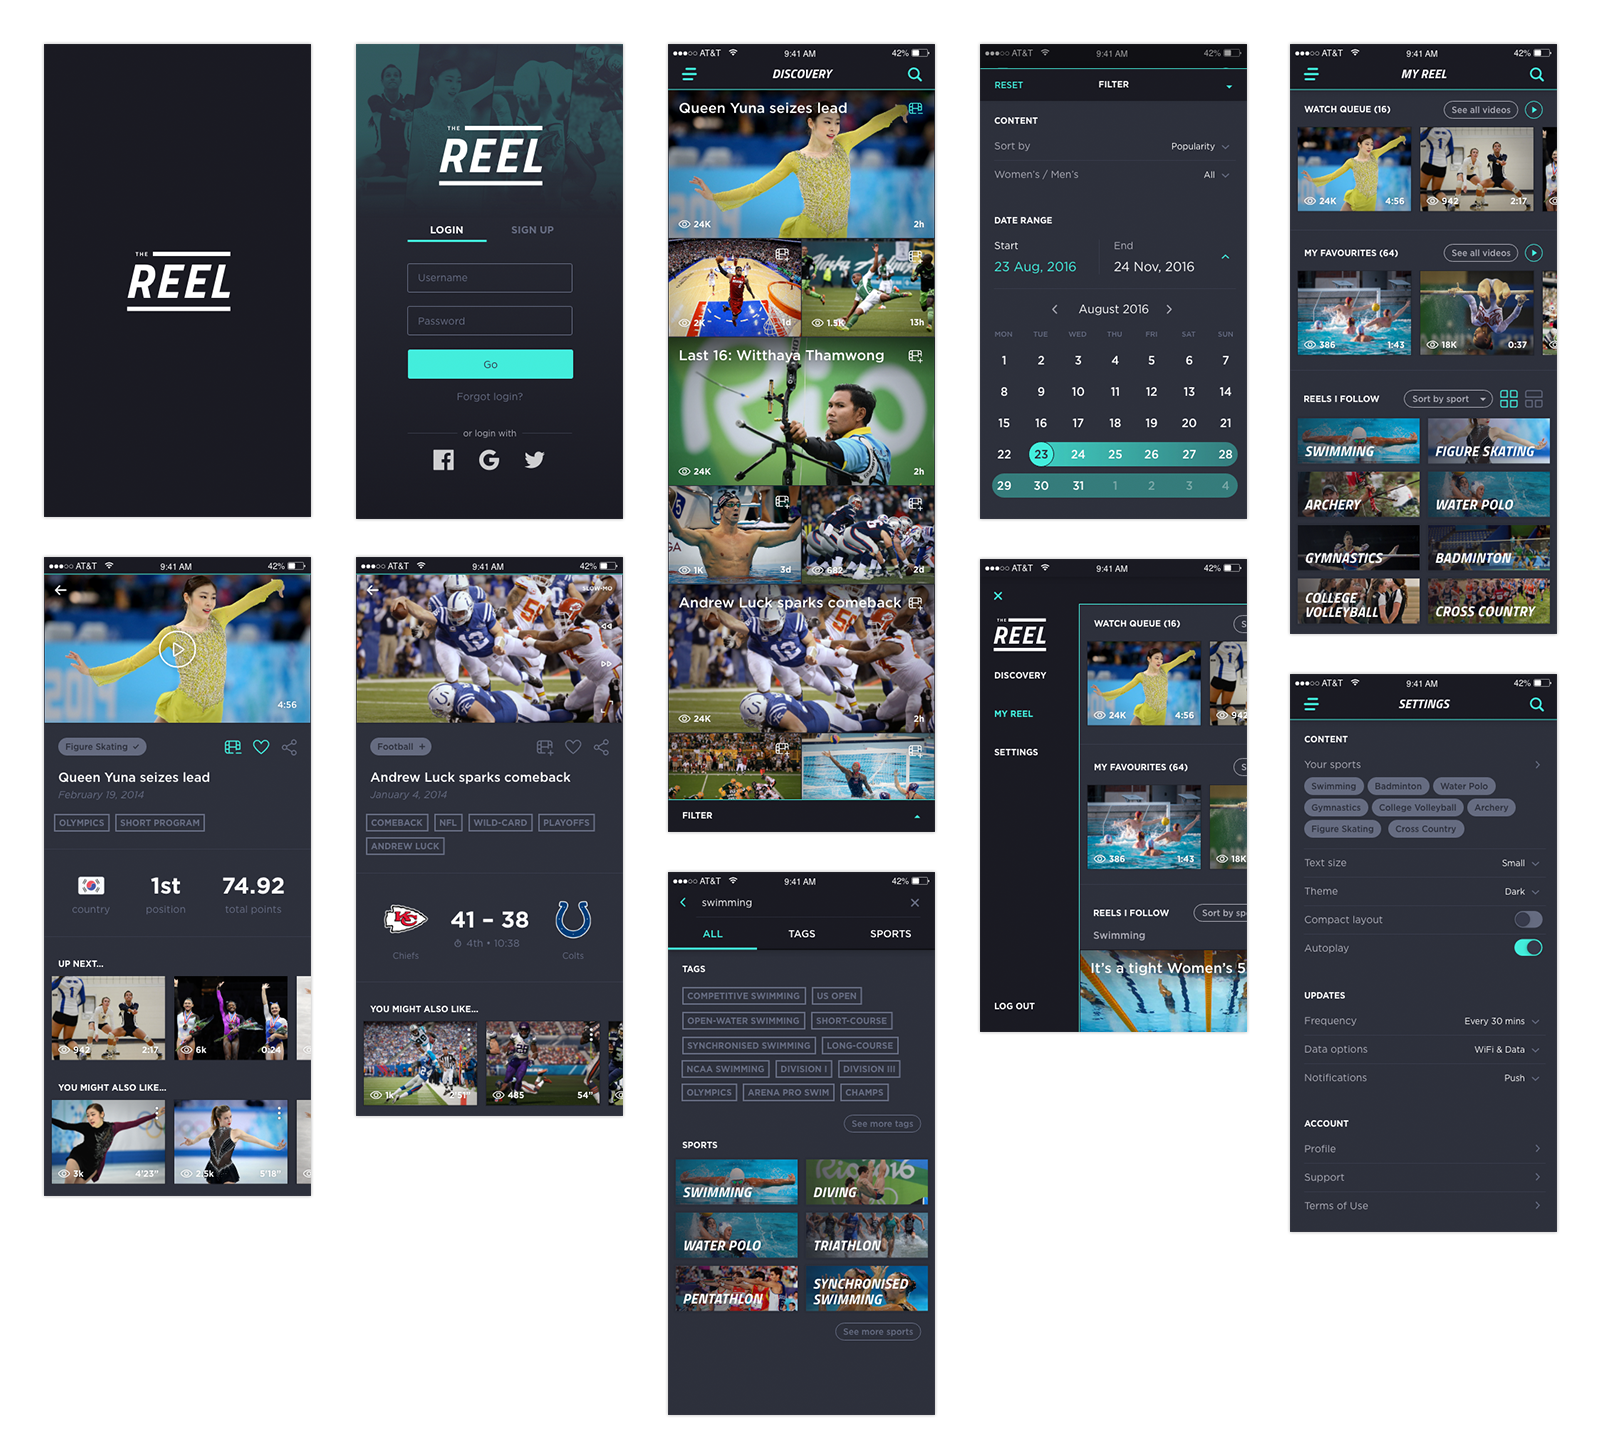 THE
REEL
THE
REEL
LOGIN SIGN UP
Username
Password
Go
Forgot login?
or login with
AT&T 9:41 AM 42%
DISCOVERY
Queen Yuna seizes lead
24K 2h
2K 1d
1.5K 13h
Last 16: Witthaya Thamwong
24K 2h
1K 3d
682 2d
Andrew Luck sparks comeback
24K 2h
FILTER
AT&T 9:41 AM 42%
RESET FILTER
CONTENT
Sort by Popularity
Women's / Men's All
DATE RANGE
Start End
23 Aug, 2016 24 Nov, 2016
August 2016
MON TUE WED THU FRI SAT SUN
1 2 3 4 5 6 7
8 9 10 11 12 13 14
15 16 17 18 19 20 21
22 23 24 25 26 27 28
29 30 31 1 2 3 4
AT&T 9:41 AM 42%
MY REEL
WATCH QUEUE (16) See all videos
24K 4:56
942 2:17
MY FAVOURITES (64) See all videos
386 1:43
18K 0:37
REELS I FOLLOW Sort by sport
SWIMMING FIGURE SKATING
ARCHERY WATER POLO
GYMNASTICS BADMINTON
COLLEGE
VOLLEYBALL CROSS COUNTRY
AT&T 9:41 AM 42%
2014
4:56
Figure Skating
Queen Yuna seizes lead
February 19, 2014
OLYMPICS SHORT PROGRAM
1st 74.92
country position total points
UP NEXT...
942 2:17
6k 0:24
YOU MIGHT ALSO LIKE...
3k 4'23"
2.5k 5'18"
AT&T 9:41 AM 42%
SLOW-MO
Football +
Andrew Luck sparks comeback
January 4, 2014
COMEBACK NFL WILD-CARD PLAYOFFS
ANDREW LUCK
41 – 38
4th • 10:38
Chiefs Colts
YOU MIGHT ALSO LIKE...
1k 2'51"
485 54"
AT&T 9:41 AM 42%
swimming
ALL TAGS SPORTS
TAGS
COMPETITIVE SWIMMING US OPEN
OPEN-WATER SWIMMING SHORT-COURSE
SYNCHRONISED SWIMMING LONG-COURSE
NCAA SWIMMING DIVISION I DIVISION III
OLYMPICS ARENA PRO SWIM CHAMPS
See more tags
SPORTS
SWIMMING DIVING
WATER POLO TRIATHLON
PENTATHLON SYNCHRONISED
SWIMMING
See more sports
AT&T 9:41 AM 42%
THE
REEL
DISCOVERY
MY REEL
SETTINGS
LOG OUT
WATCH QUEUE (16) S
24K 4:56
942
MY FAVOURITES (64) S
386 1:43
18K
REELS I FOLLOW Sort by sp
Swimming
It's a tight Women's 5
AT&T 9:41 AM 42%
SETTINGS
CONTENT
Your sports
Swimming Badminton Water Polo
Gymnastics College Volleyball Archery
Figure Skating Cross Country
Text size Small
Theme Dark
Compact layout
Autoplay
UPDATES
Frequency Every 30 mins
Data options WiFi & Data
Notifications Push
ACCOUNT
Profile
Support
Terms of Use